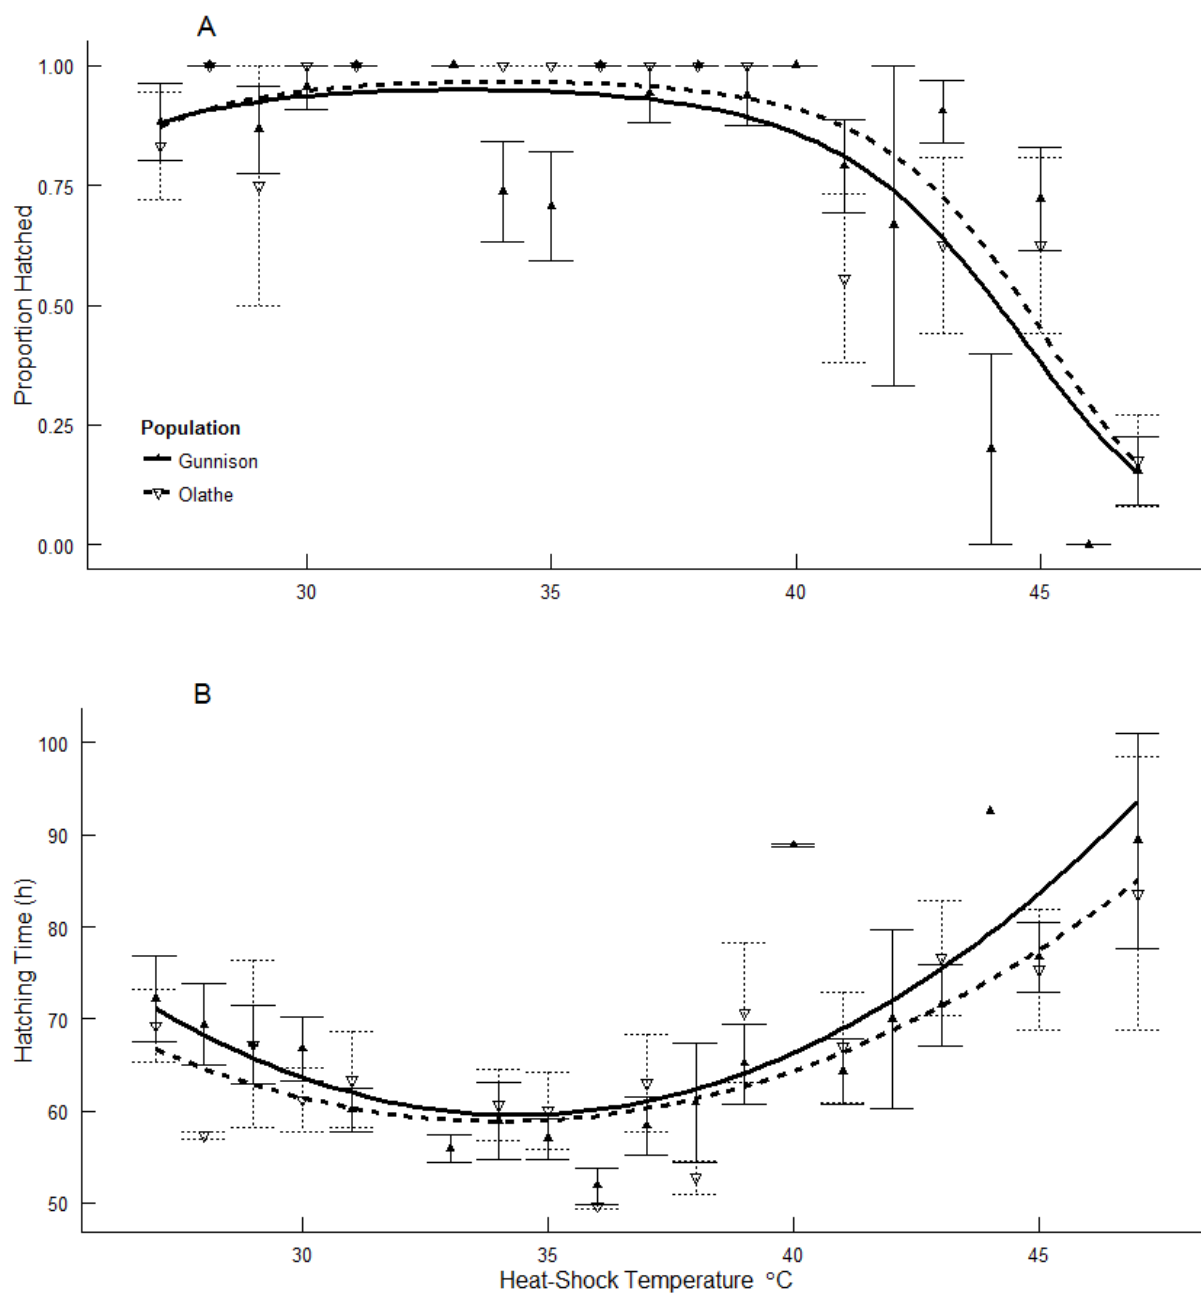 A
1.00
0.75
0.50
0.25
0.00
Proportion Hatched
Population
Gunnison
Olathe
30 35 40 45
B
100
90
80
70
60
50
Hatching Time (h)
30 35 40 45
Heat-Shock Temperature °C